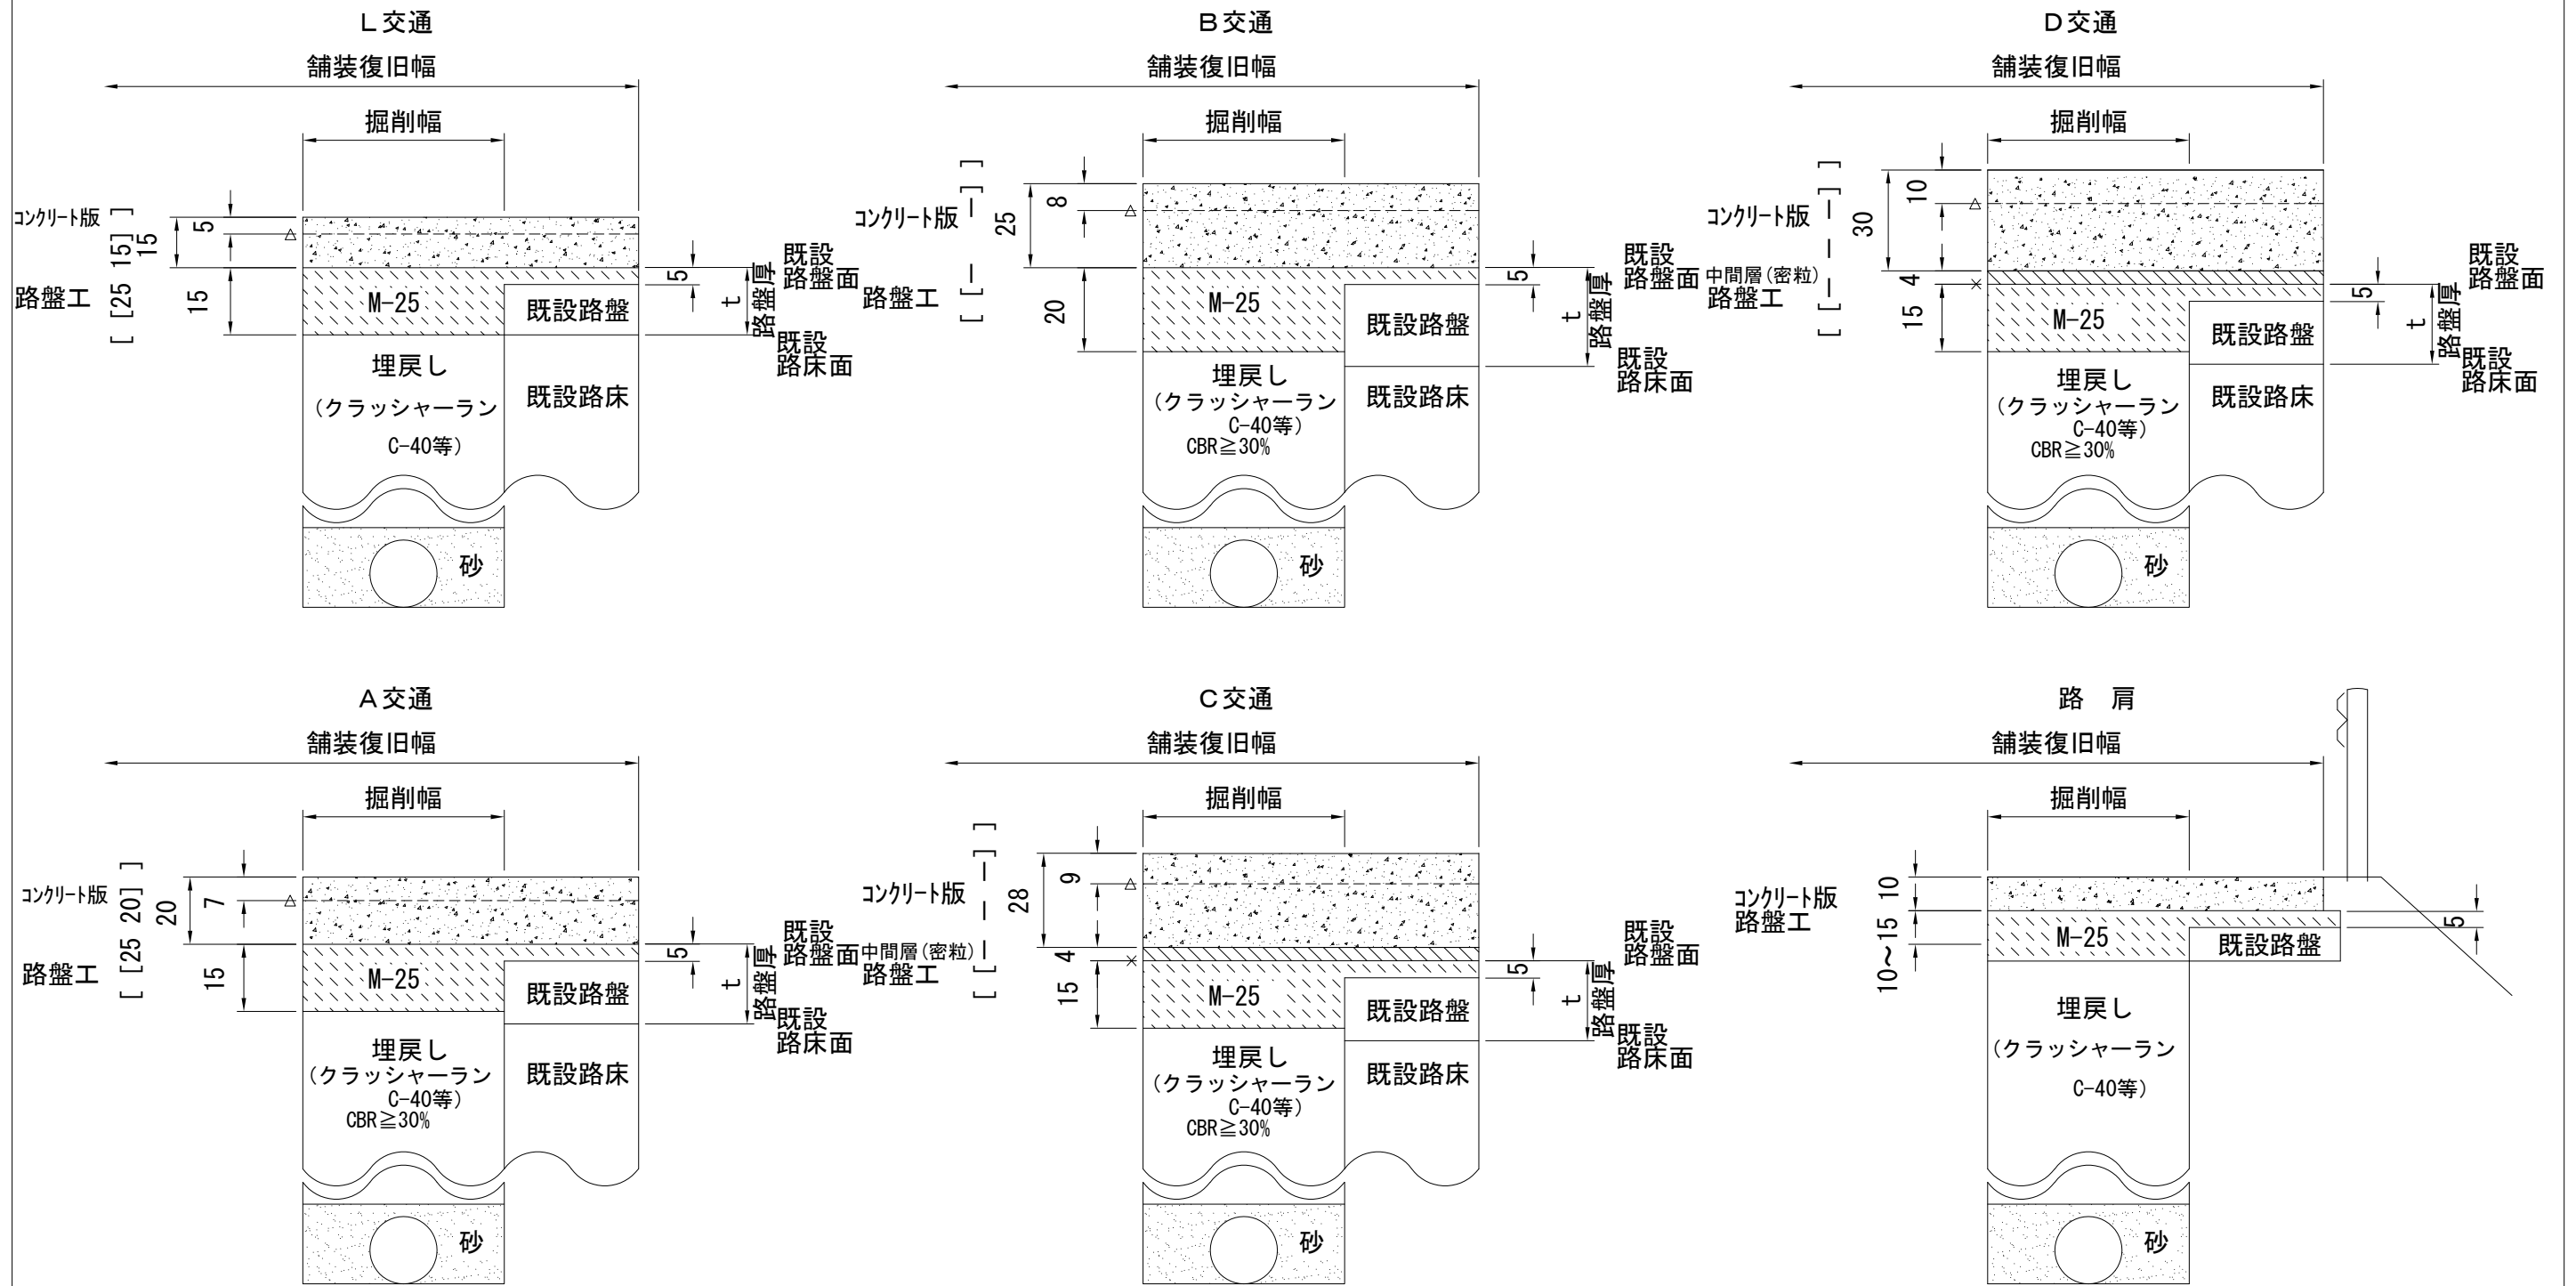 L交通
舗装復旧幅
掘削幅
コンクリート版
路盤工
[ [25 15] ]
15
5
15
M-25
5
t
路盤厚
既設
路盤面
既設路盤
既設
路床面
埋戻し
(クラッシャーラン
C-40等)
既設路床
砂
B交通
舗装復旧幅
掘削幅
コンクリート版
路盤工
[ [ー ー] ]
25
8
20
M-25
5
t
路盤厚
既設
路盤面
既設路盤
既設
路床面
埋戻し
(クラッシャーラン
C-40等)
CBR≧30%
既設路床
砂
D交通
舗装復旧幅
掘削幅
コンクリート版
中間層(密粒)
路盤工
[ [ー ー ー] ]
30
10
4
15
M-25
5
t
路盤厚
既設
路盤面
既設路盤
既設
路床面
埋戻し
(クラッシャーラン
C-40等)
CBR≧30%
既設路床
砂
A交通
舗装復旧幅
掘削幅
コンクリート版
路盤工
[ [25 20] ]
20
7
15
M-25
5
t
路盤厚
既設
路盤面
既設路盤
既設
路床面
埋戻し
(クラッシャーラン
C-40等)
CBR≧30%
既設路床
砂
C交通
舗装復旧幅
掘削幅
コンクリート版
中間層(密粒)
路盤工
[ [ー ー ー] ]
28
9
4
15
M-25
5
t
路盤厚
既設
路盤面
既設路盤
既設
路床面
埋戻し
(クラッシャーラン
C-40等)
CBR≧30%
既設路床
砂
路 肩
舗装復旧幅
掘削幅
コンクリート版
路盤工
10
10~15
M-25
5
既設路盤
埋戻し
(クラッシャーラン
C-40等)
砂